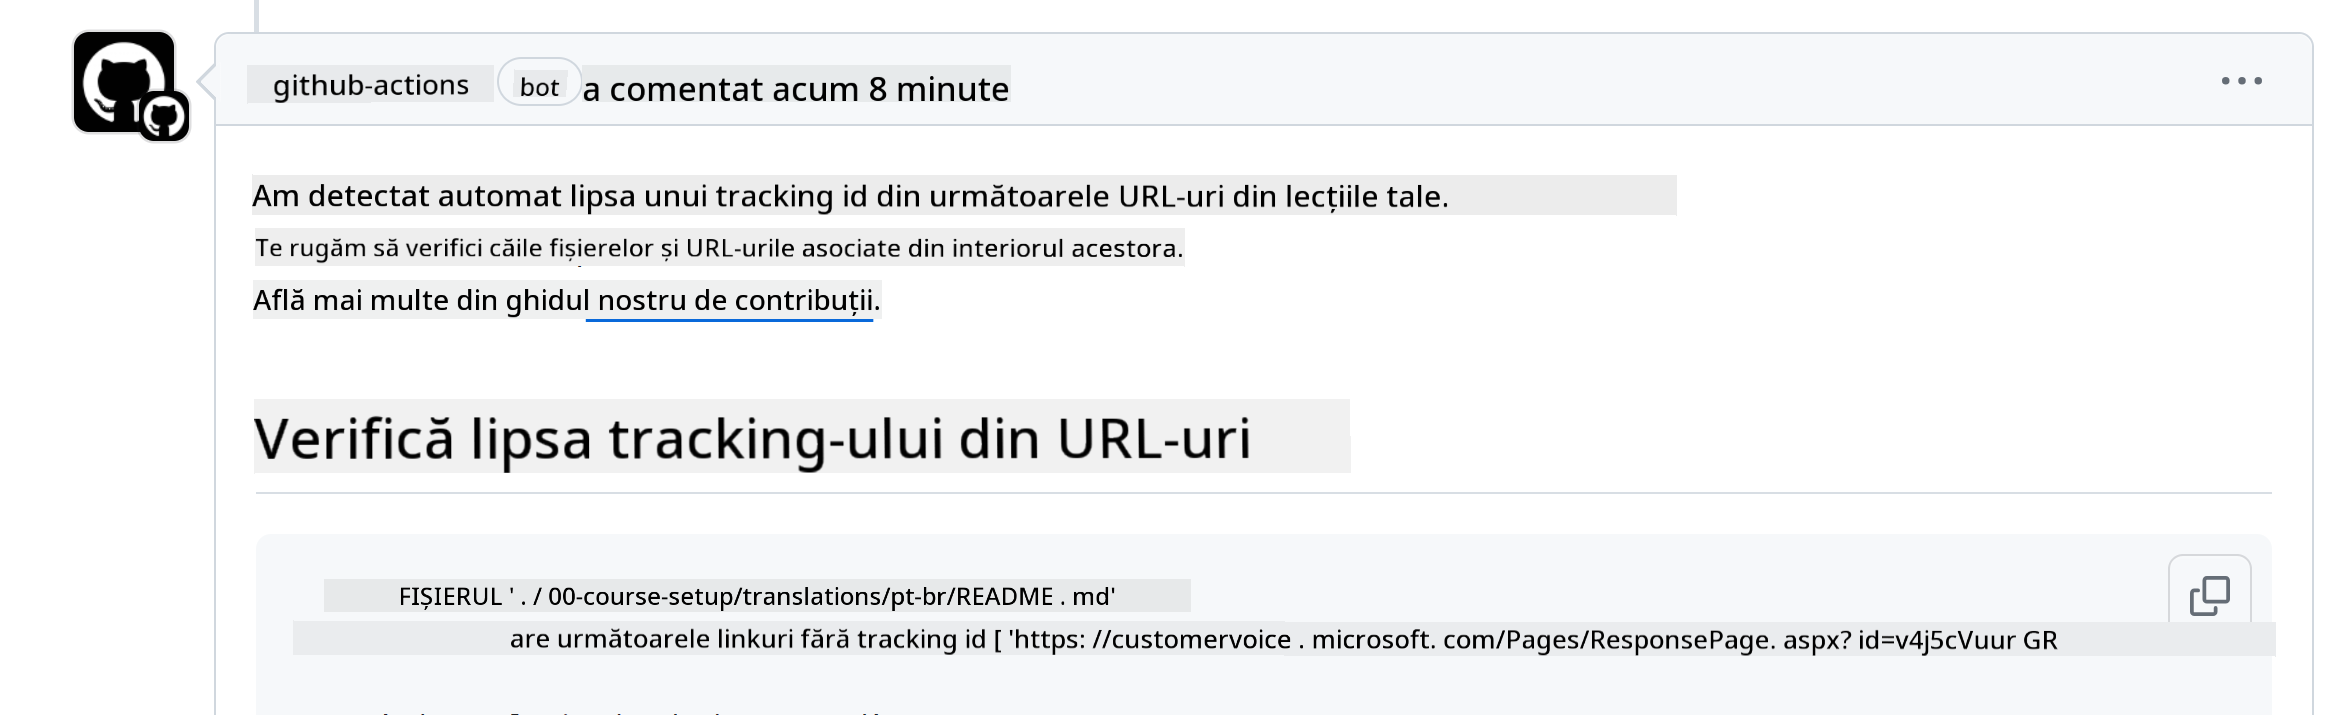 github-actions bot a comentat acum 8 minute
Am detectat automat lipsa unui tracking id din următoarele URL-uri din lecțiile tale.
Te rugăm să verifici căile fișierelor și URL-urile asociate din interiorul acestora.
Află mai multe din ghidul nostru de contribuții.
Verifică lipsa tracking-ului din URL-uri
FIȘIERUL ' . / 00-course-setup/translations/pt-br/README . md'
are următoarele linkuri fără tracking id [ 'https: //customervoice . microsoft. com/Pages/ResponsePage. aspx? id=v4j5cVuur GR